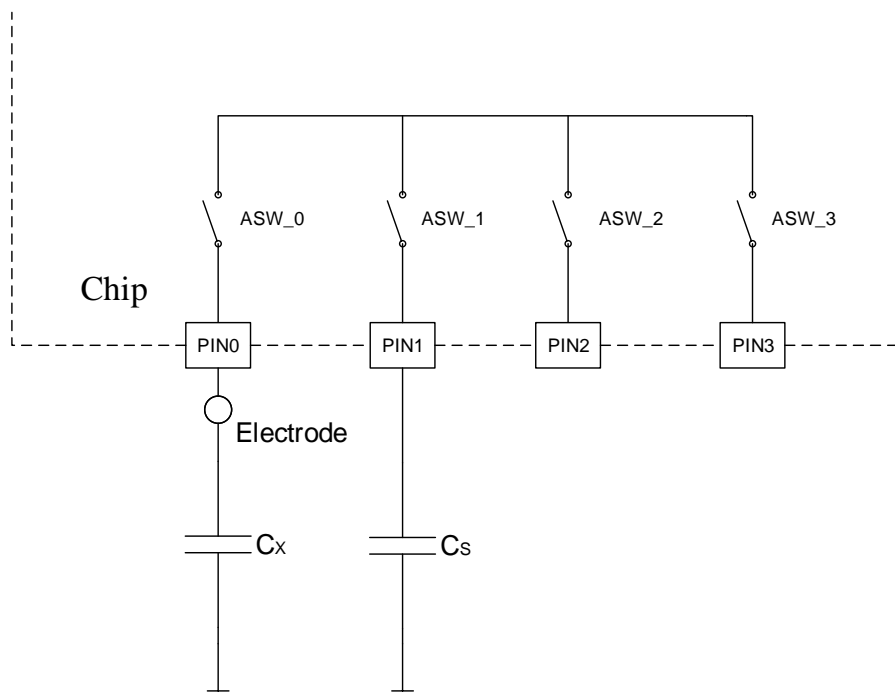 ASW_0
ASW_1
ASW_2
ASW_3
Chip
PIN0
PIN1
PIN2
PIN3
Electrode
CX
CS